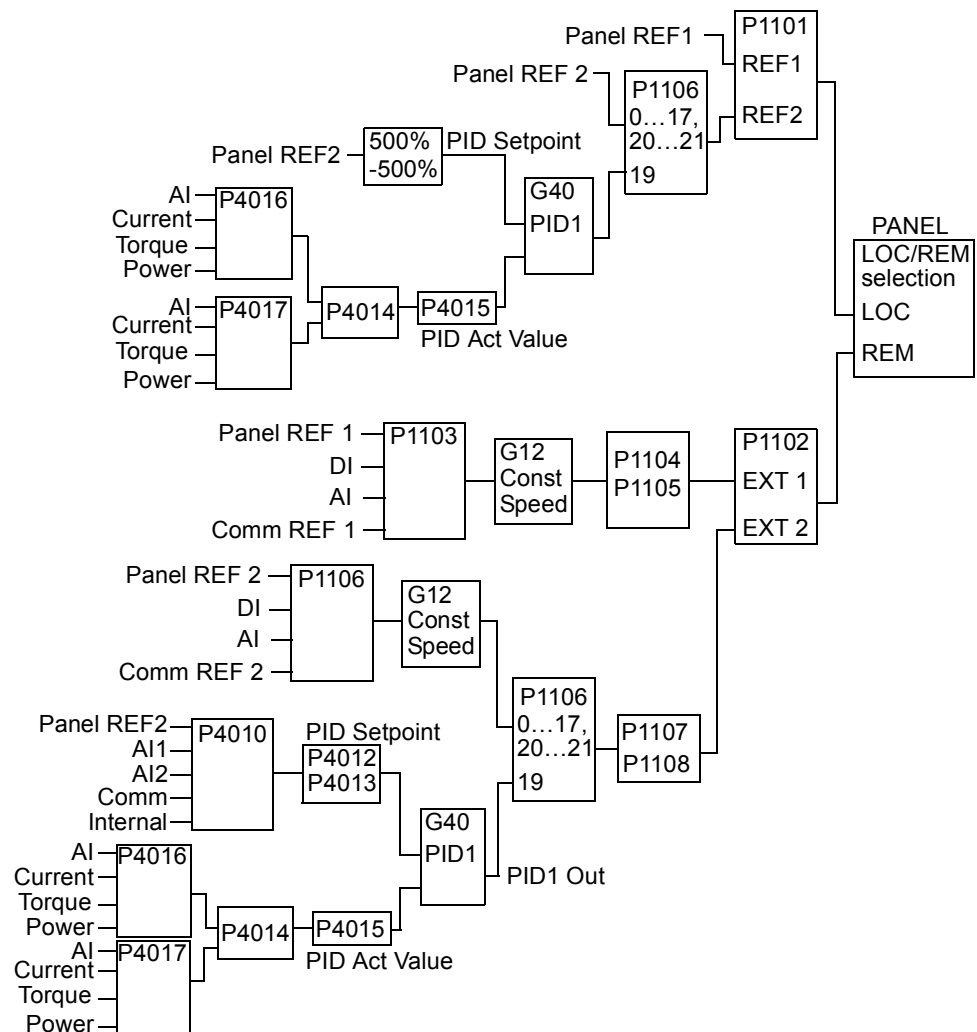 P1101
Panel REF1
REF1
Panel REF 2
P1106
0…17,
20…21
19
REF2
Panel REF2
500%
-500%
PID Setpoint
G40
PID1
AI
Current
Torque
Power
P4016
AI
Current
Torque
Power
P4017
P4014
P4015
PID Act Value
PANEL
LOC/REM
selection
LOC
REM
Panel REF 1
DI
AI
Comm REF 1
P1103
G12
Const
Speed
P1104
P1105
P1102
EXT 1
EXT 2
Panel REF 2
DI
AI
Comm REF 2
P1106
G12
Const
Speed
P1106
0…17,
20…21
19
P1107
P1108
Panel REF2
AI1
AI2
Comm
Internal
P4010
PID Setpoint
P4012
P4013
G40
PID1
PID1 Out
AI
Current
Torque
Power
P4016
AI
Current
Torque
Power
P4017
P4014
P4015
PID Act Value